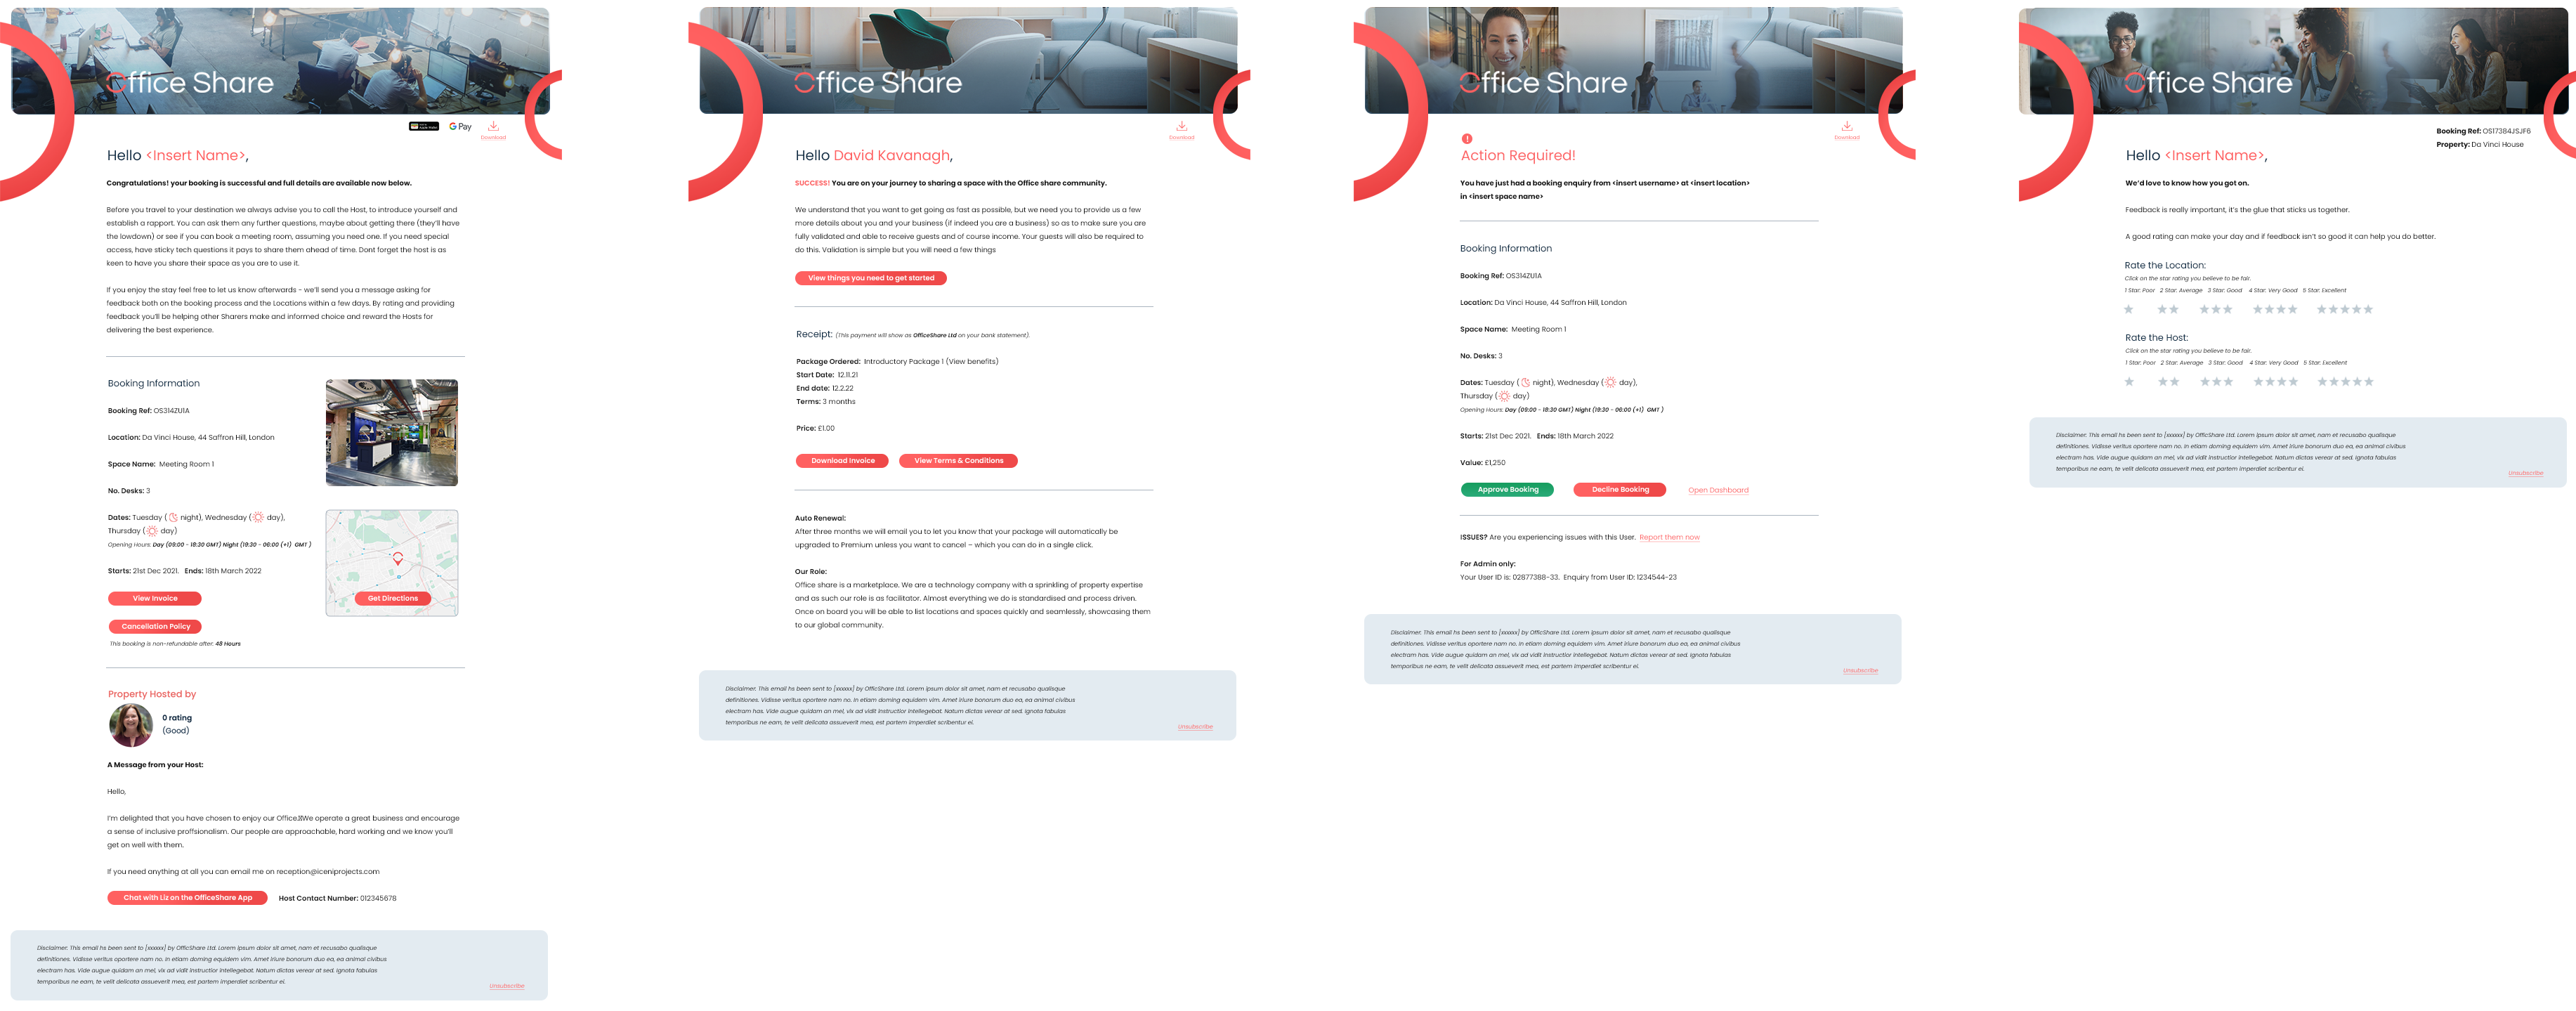 Office Share
Add to
Apple Wallet
G Pay
Download
Hello <Insert Name>,
Congratulations! your booking is successful and full details are available now below.
Before you travel to your destination we always advise you to call the Host, to introduce yourself and
establish a rapport. You can ask them any further questions, maybe about getting there (they'll have
the lowdown) or see if you can book a meeting room, assuming you need one. If you need special
access, have sticky tech questions it pays to share them ahead of time. Dont forget the host is as
keen to have you share their space as you are to use it.
If you enjoy the stay feel free to let us know afterwards - we'll send you a message asking for
feedback both on the booking process and the Locations within a few days. By rating and providing
feedback you'll be helping other Sharers make and informed choice and reward the Hosts for
delivering the best experience.
Booking Information
Booking Ref: OS314ZU1A
Location: Da Vinci House, 44 Saffron Hill, London
Space Name: Meeting Room 1
No. Desks: 3
Dates: Tuesday ( night), Wednesday ( day),
Thursday ( day)
Opening Hours: Day (09:00 - 18:30 GMT) Night (19:30 - 06:00 (+1) GMT )
Starts: 21st Dec 2021. Ends: 18th March 2022
View Invoice
Get Directions
Cancellation Policy
This booking is non-refundable after: 48 Hours
Property Hosted by
0 rating
(Good)
A Message from your Host:
Hello,
I'm delighted that you have chosen to enjoy our Office.We operate a great business and encourage
a sense of inclusive proffsionalism. Our people are approachable, hard working and we know you'll
get on well with them.
If you need anything at all you can email me on reception@iceniprojects.com
Chat with Liz on the OfficeShare App
Host Contact Number: 012345678
Disclaimer: This email hs been sent to [xxxxxx] by OfficShare Ltd. Lorem ipsum dolor sit amet, nam et recusabo qualisque
definitiones. Vidisse veritus oportere nam no. In etiam doming equidem vim. Amet iriure bonorum duo ea, ea animal civibus
electram has. Vide augue quidam an mel, vix ad vidit instructior intellegebat. Natum dictas verear at sed. Ignota fabulas
temporibus ne eam, te velit delicata assueverit mea, est partem imperdiet scribentur ei.
Unsubscribe
Office Share
Download
Hello David Kavanagh,
SUCCESS! You are on your journey to sharing a space with the Office share community.
We understand that you want to get going as fast as possible, but we need you to provide us a few
more details about you and your business (if indeed you are a business) so as to make sure you are
fully validated and able to receive guests and of course income. Your guests will also be required to
do this. Validation is simple but you will need a few things
View things you need to get started
Receipt: (This payment will show as OfficeShare Ltd on your bank statement).
Package Ordered: Introductory Package 1 (View benefits)
Start Date: 12.11.21
End date: 12.2.22
Terms: 3 months
Price: £1.00
Download Invoice
View Terms & Conditions
Auto Renewal:
After three months we will email you to let you know that your package will automatically be
upgraded to Premium unless you want to cancel – which you can do in a single click.
Our Role:
Office share is a marketplace. We are a technology company with a sprinkling of property expertise
and as such our role is as facilitator. Almost everything we do is standardised and process driven.
Once on board you will be able to list locations and spaces quickly and seamlessly, showcasing them
to our global community.
Disclaimer: This email hs been sent to [xxxxxx] by OfficShare Ltd. Lorem ipsum dolor sit amet, nam et recusabo qualisque
definitiones. Vidisse veritus oportere nam no. In etiam doming equidem vim. Amet iriure bonorum duo ea, ea animal civibus
electram has. Vide augue quidam an mel, vix ad vidit instructior intellegebat. Natum dictas verear at sed. Ignota fabulas
temporibus ne eam, te velit delicata assueverit mea, est partem imperdiet scribentur ei.
Unsubscribe
Office Share
Download
!
Action Required!
You have just had a booking enquiry from <insert username> at <insert location>
in <insert space name>
Booking Information
Booking Ref: OS314ZU1A
Location: Da Vinci House, 44 Saffron Hill, London
Space Name: Meeting Room 1
No. Desks: 3
Dates: Tuesday ( night), Wednesday ( day),
Thursday ( day)
Opening Hours: Day (09:00 - 18:30 GMT) Night (19:30 - 06:00 (+1) GMT )
Starts: 21st Dec 2021. Ends: 18th March 2022
Value: £1,250
Approve Booking
Decline Booking
Open Dashboard
ISSUES? Are you experiencing issues with this User. Report them now
For Admin only:
Your User ID is: 02877388-33. Enquiry from User ID: 1234544-23
Disclaimer: This email hs been sent to [xxxxxx] by OfficShare Ltd. Lorem ipsum dolor sit amet, nam et recusabo qualisque
definitiones. Vidisse veritus oportere nam no. In etiam doming equidem vim. Amet iriure bonorum duo ea, ea animal civibus
electram has. Vide augue quidam an mel, vix ad vidit instructior intellegebat. Natum dictas verear at sed. Ignota fabulas
temporibus ne eam, te velit delicata assueverit mea, est partem imperdiet scribentur ei.
Unsubscribe
Office Share
Booking Ref: OS17384JSJF6
Property: Da Vinci House
Hello <Insert Name>,
We'd love to know how you got on.
Feedback is really important, it's the glue that sticks us together.
A good rating can make your day and if feedback isn't so good it can help you do better.
Rate the Location:
Click on the star rating you believe to be fair.
1 Star: Poor 2 Star: Average 3 Star: Good 4 Star: Very Good 5 Star: Excellent
Rate the Host:
Click on the star rating you believe to be fair.
1 Star: Poor 2 Star: Average 3 Star: Good 4 Star: Very Good 5 Star: Excellent
Disclaimer: This email hs been sent to [xxxxxx] by OfficShare Ltd. Lorem ipsum dolor sit amet, nam et recusabo qualisque
definitiones. Vidisse veritus oportere nam no. In etiam doming equidem vim. Amet iriure bonorum duo ea, ea animal civibus
electram has. Vide augue quidam an mel, vix ad vidit instructior intellegebat. Natum dictas verear at sed. Ignota fabulas
temporibus ne eam, te velit delicata assueverit mea, est partem imperdiet scribentur ei.
Unsubscribe